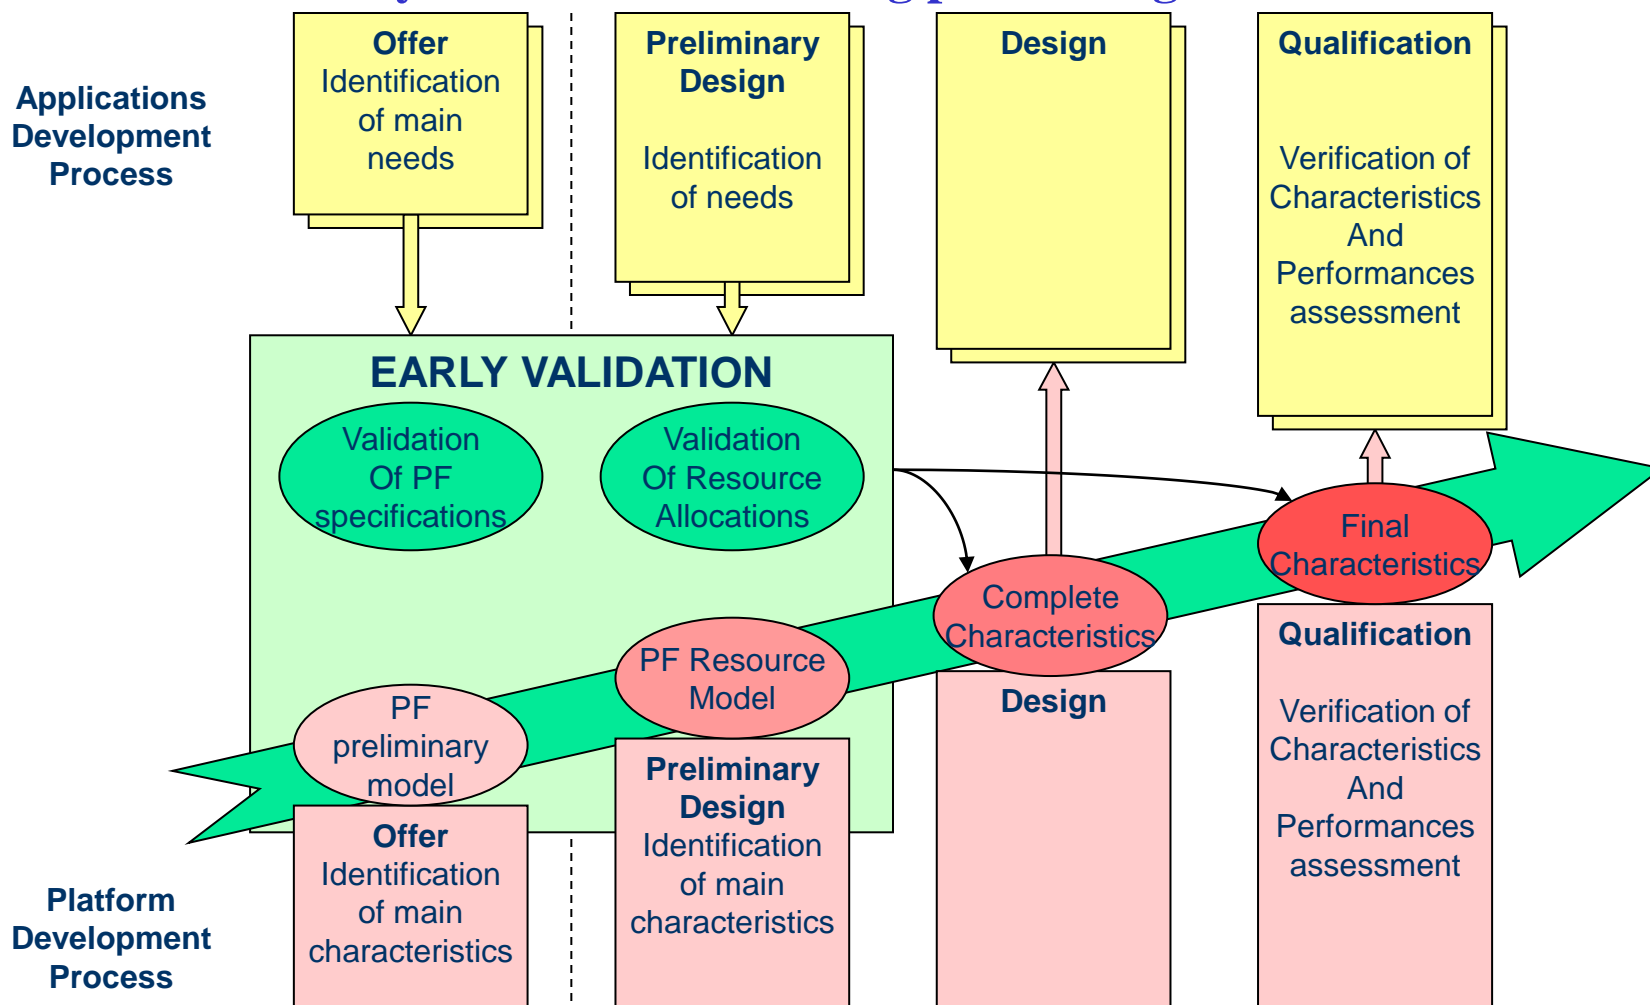 Applications
Development
Process
Offer
Identification
of main
needs
Preliminary
Design
Identification
of needs
Design
Qualification
Verification of
Characteristics
And
Performances
assessment
EARLY VALIDATION
Validation
Of PF
specifications
Validation
Of Resource
Allocations
PF
preliminary
model
PF Resource
Model
Complete
Characteristics
Final
Characteristics
Platform
Development
Process
Offer
Identification
of main
characteristics
Preliminary
Design
Identification
of main
characteristics
Design
Qualification
Verification of
Characteristics
And
Performances
assessment